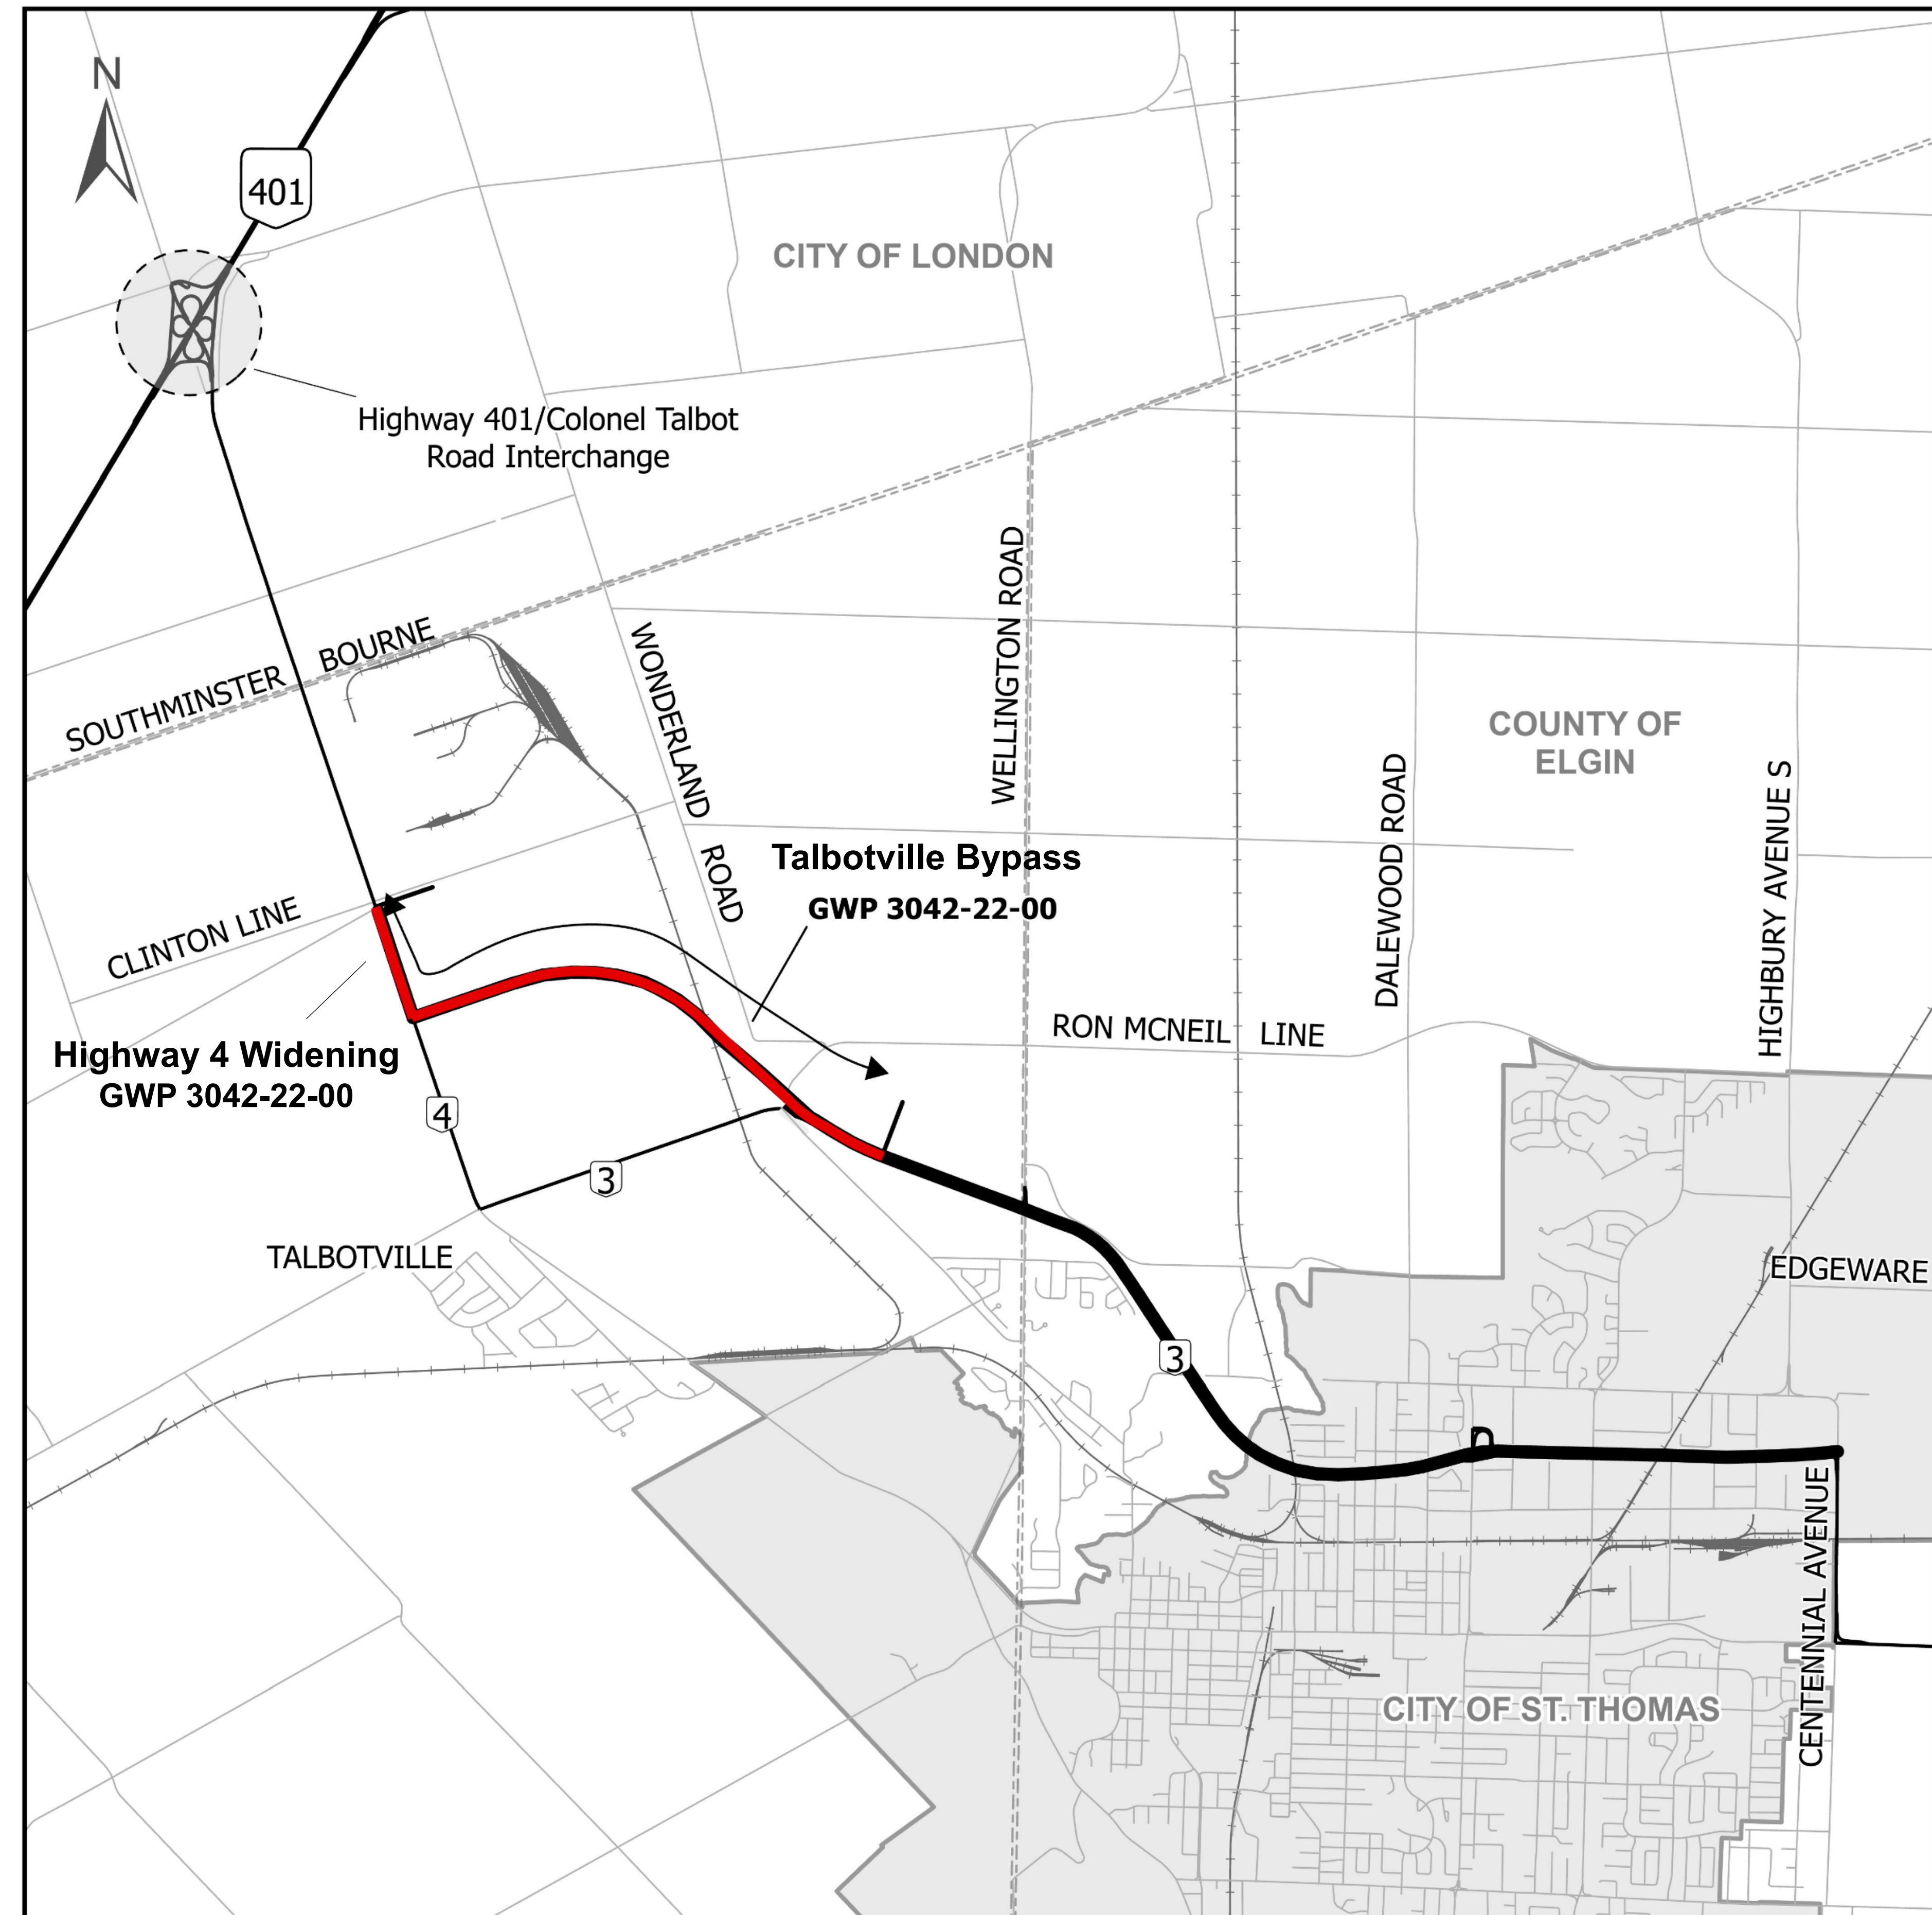 N
401
CITY OF LONDON
Highway 401/Colonel Talbot
Road Interchange
SOUTHMINSTER BOURNE
WONDERLAND ROAD
WELLINGTON ROAD
COUNTY OF
ELGIN
DALEWOOD ROAD
HIGHBURY AVENUE S
Talbotville Bypass
GWP 3042-22-00
CLINTON LINE
RON MCNEIL LINE
Highway 4 Widening
GWP 3042-22-00
4
3
TALBOTVILLE
EDGEWARE
3
CENTENNIAL AVENUE
CITY OF ST. THOMAS